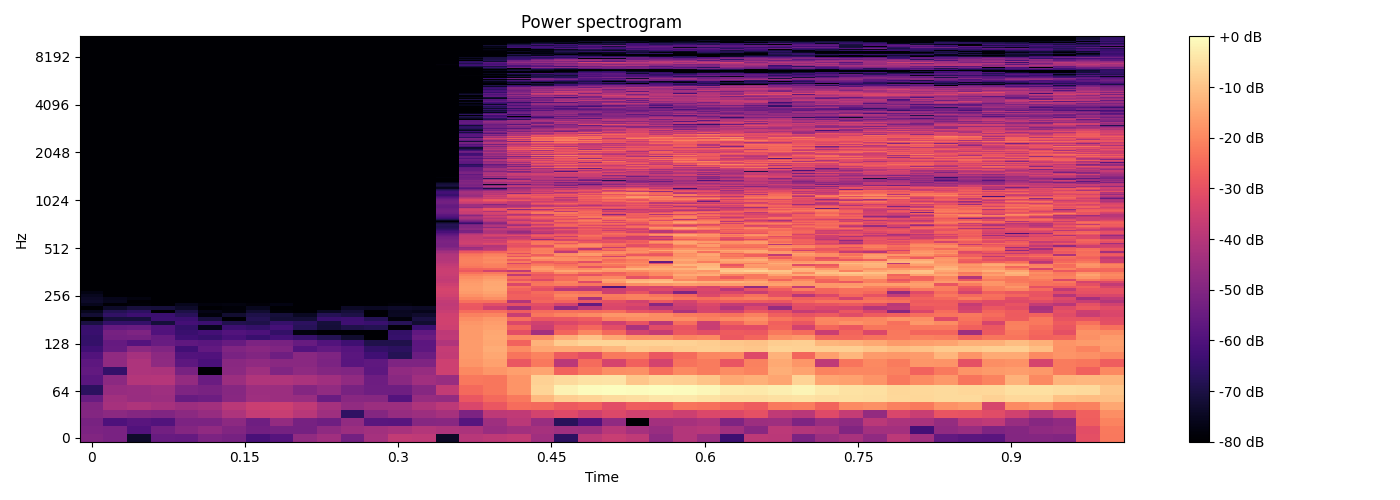 Power spectrogram
Hz
8192
4096
2048
1024
512
256
128
64
0
0 0.15 0.3 0.45 0.6 0.75 0.9
Time
+0 dB
-10 dB
-20 dB
-30 dB
-40 dB
-50 dB
-60 dB
-70 dB
-80 dB